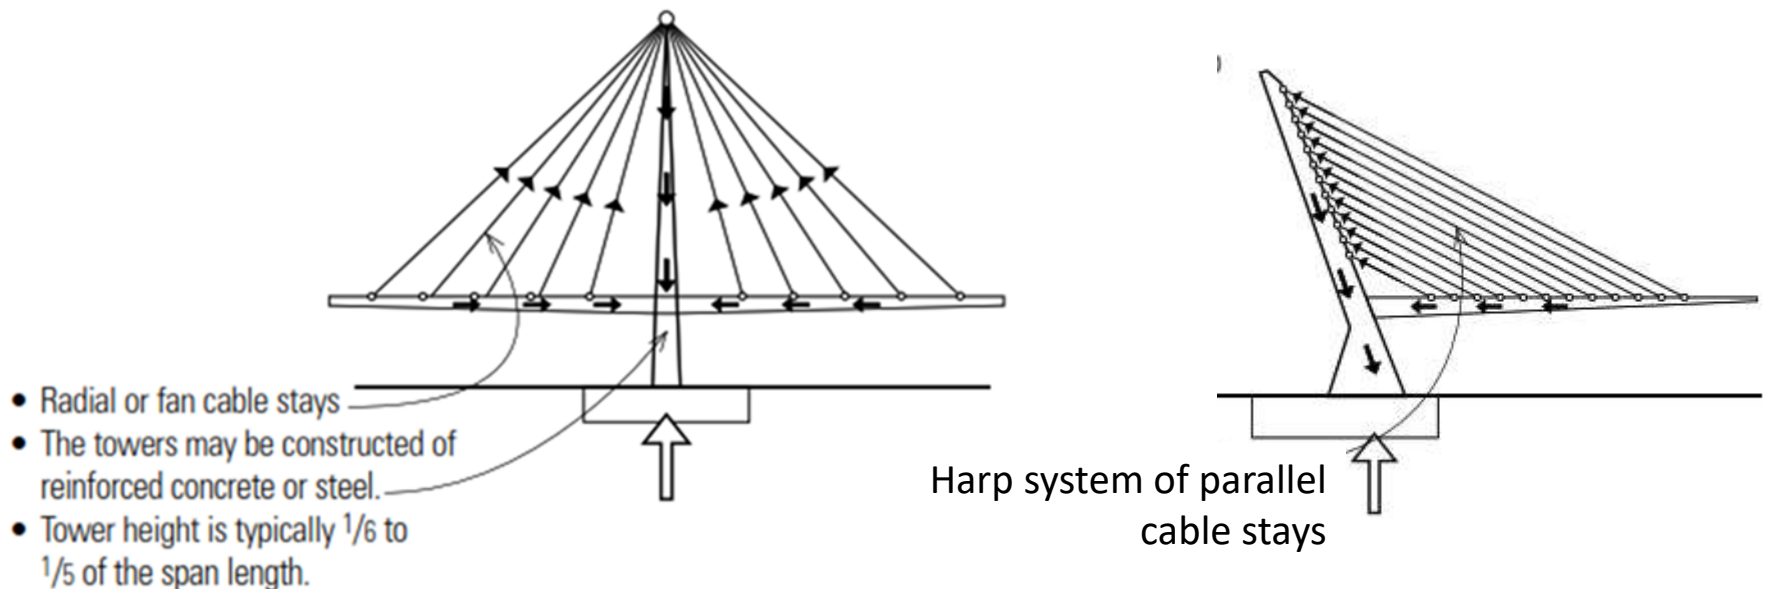 • Radial or fan cable stays
• The towers may be constructed of
reinforced concrete or steel.
• Tower height is typically 1/6 to
1/5 of the span length.
)
Harp system of parallel
cable stays